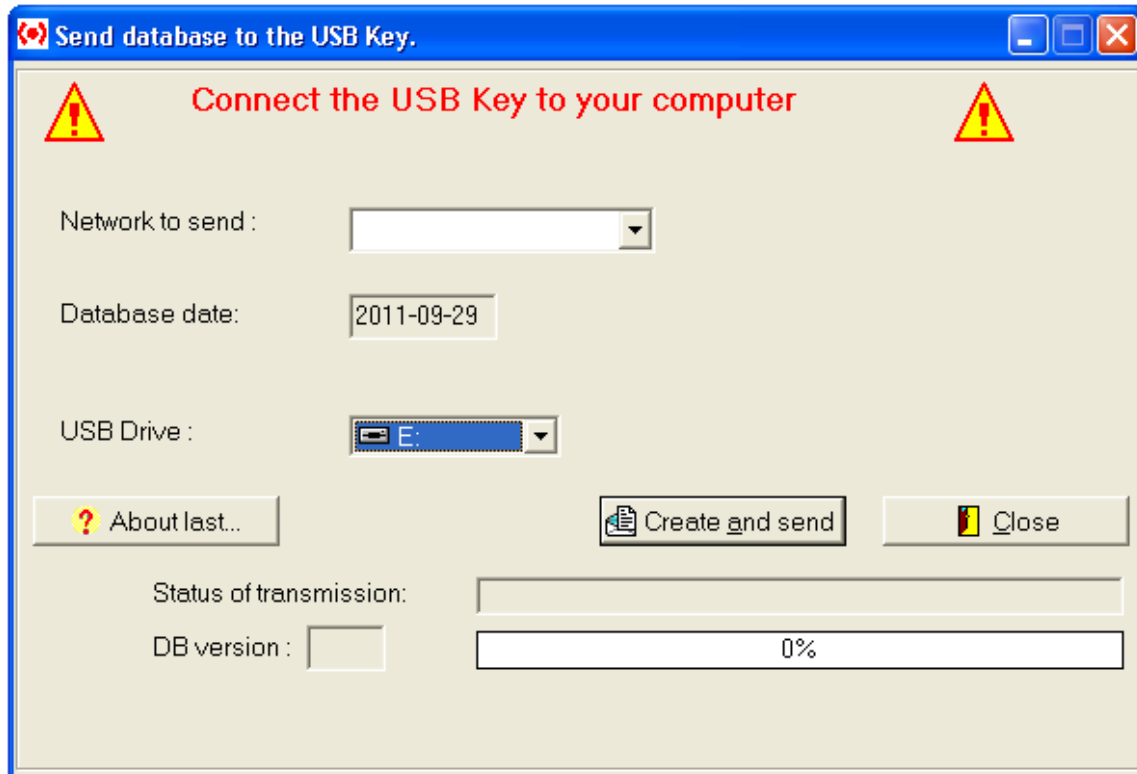 Send database to the USB Key.
Connect the USB Key to your computer
Network to send :
Database date: 2011-09-29
USB Drive : E:
About last... Create and send Close
Status of transmission:
DB version : 0%